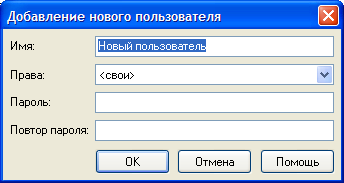 Добавление нового пользователя
Имя: Новый пользователь
Права: <свои>
Пароль:
Повтор пароля:
OK Отмена Помощь